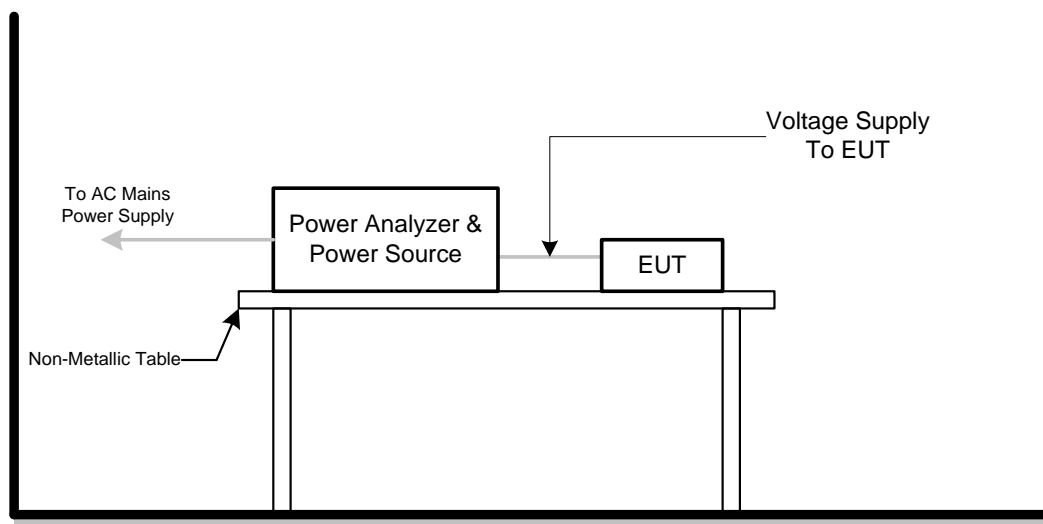 Voltage Supply
To EUT
To AC Mains
Power Supply
Power Analyzer &
Power Source
EUT
Non-Metallic Table